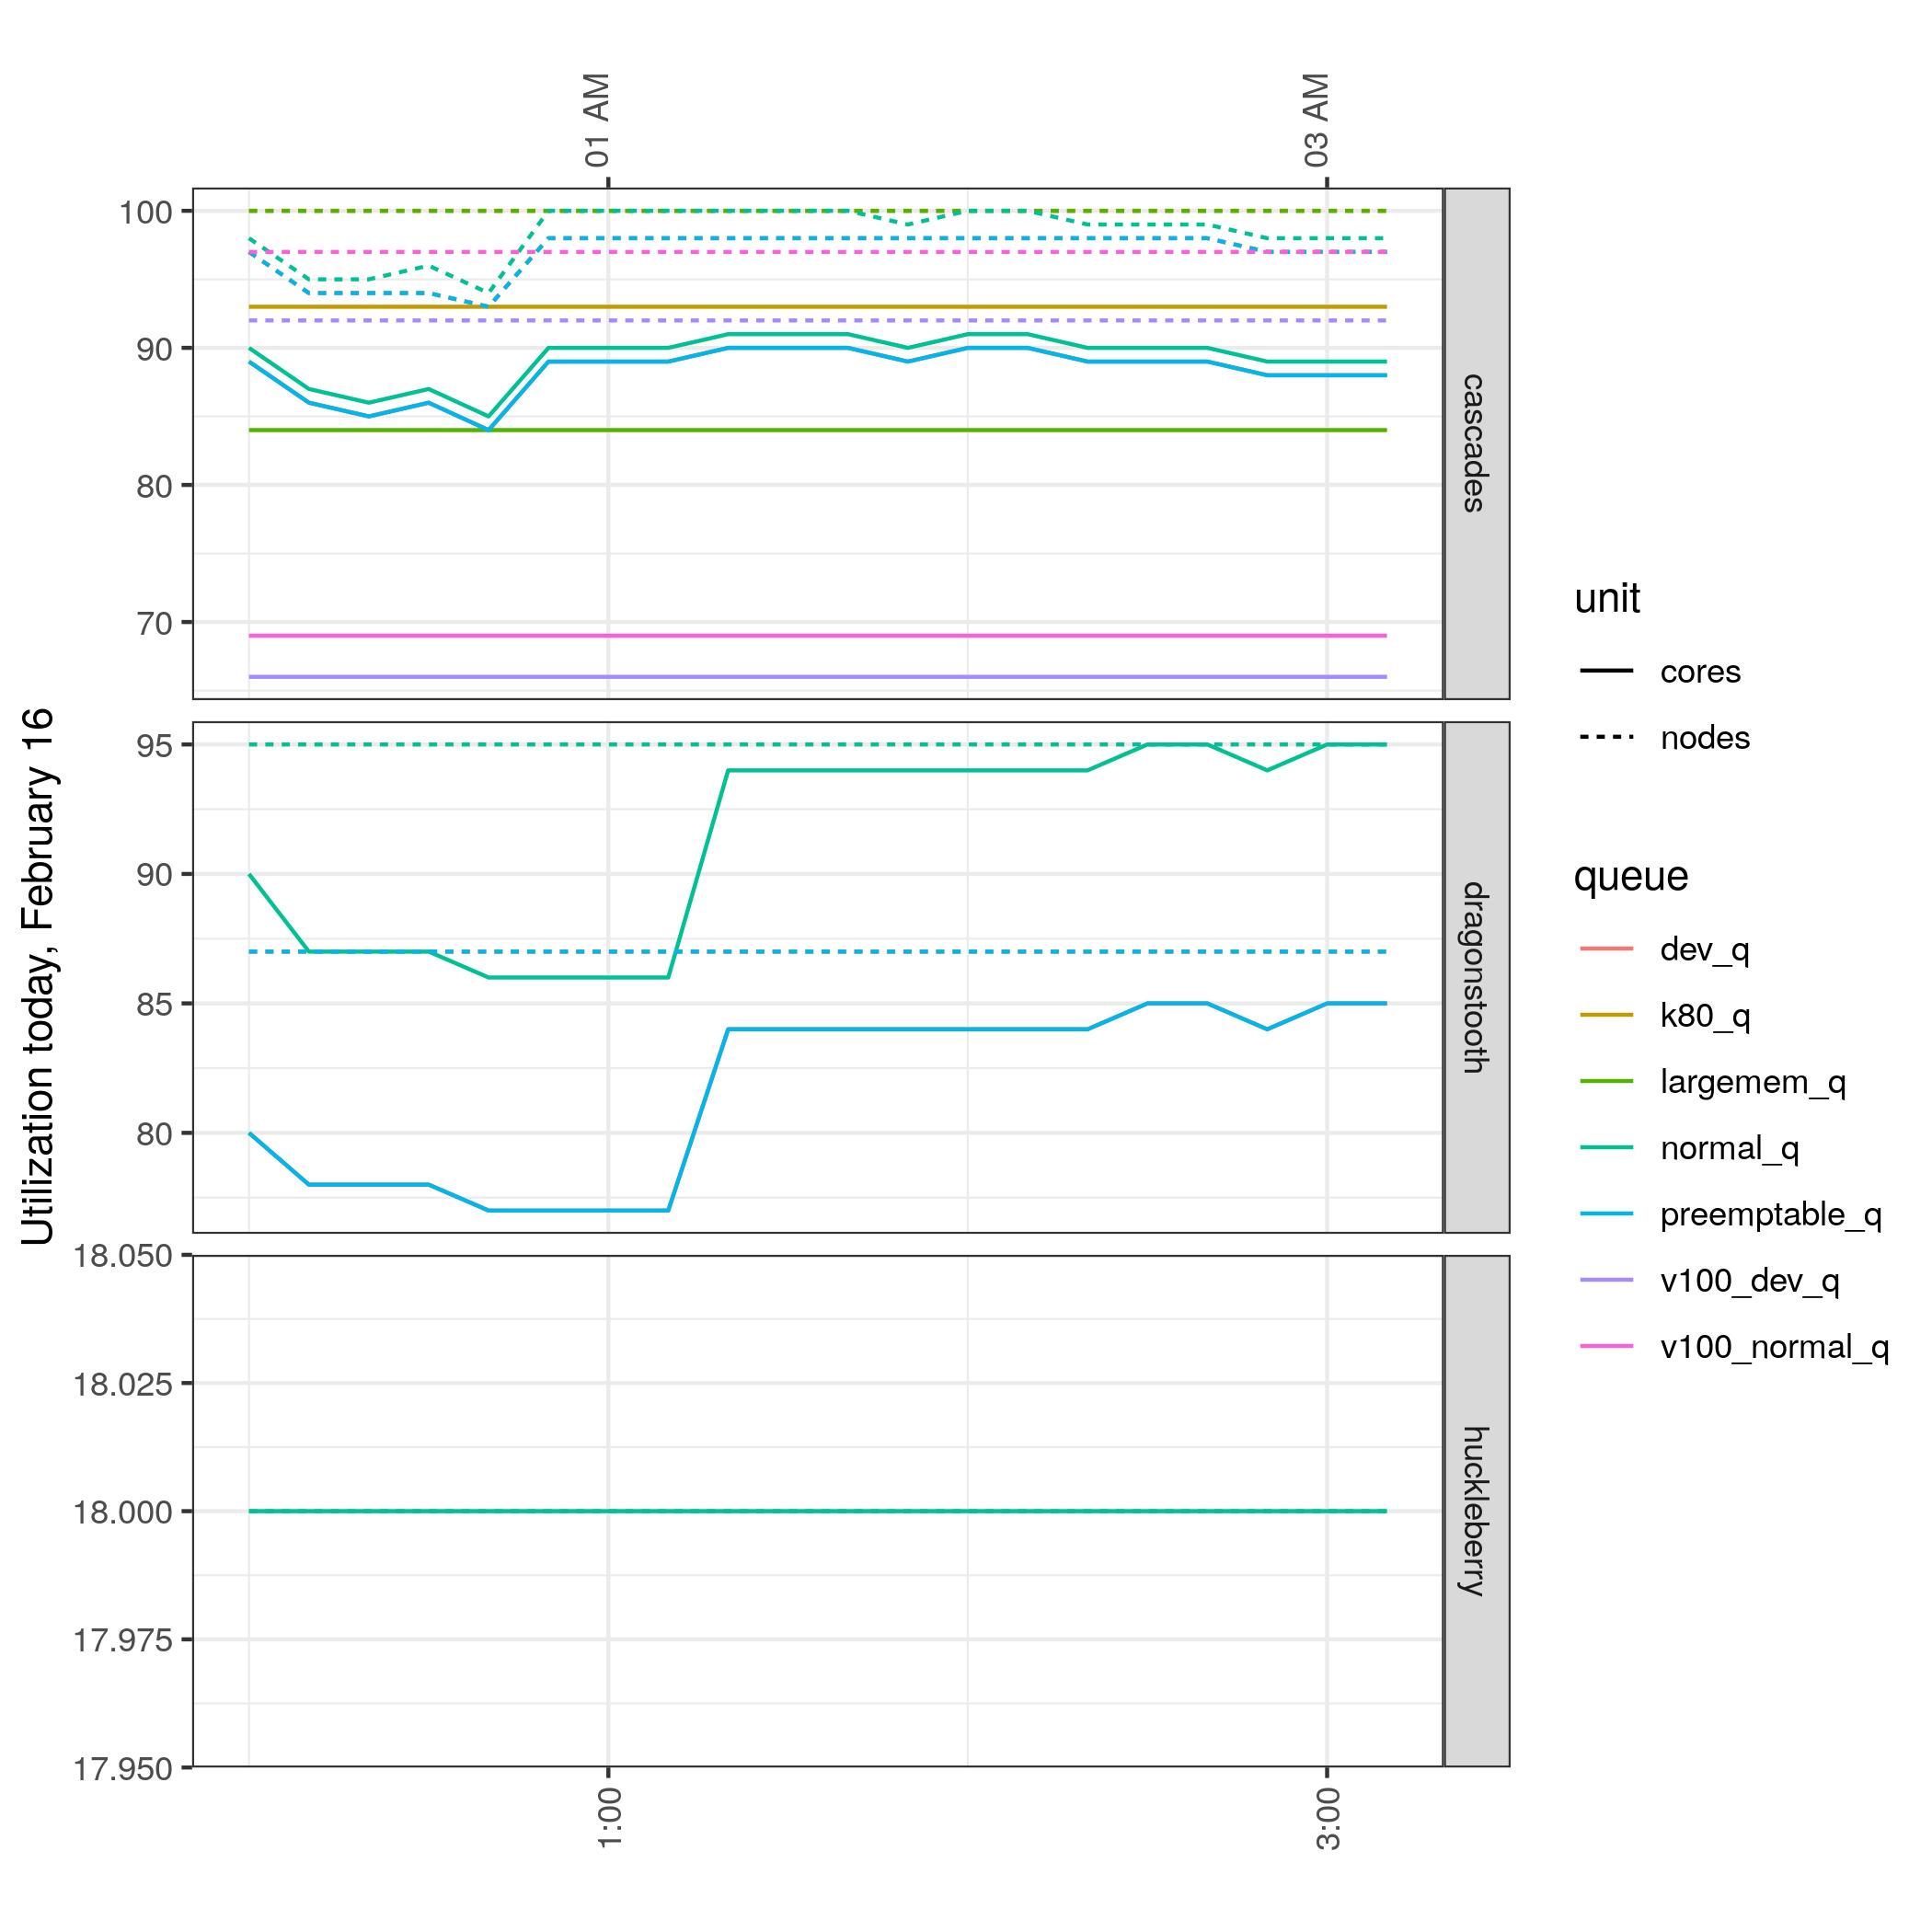 01 AM
03 AM
100
90
80
70
cascades
95
90
85
80
dragonstooth
18.050
18.025
18.000
17.975
17.950
huckleberry
1:00
3:00
Utilization today, February 16
unit
cores
nodes
queue
dev_q
k80_q
largemem_q
normal_q
preemptable_q
v100_dev_q
v100_normal_q